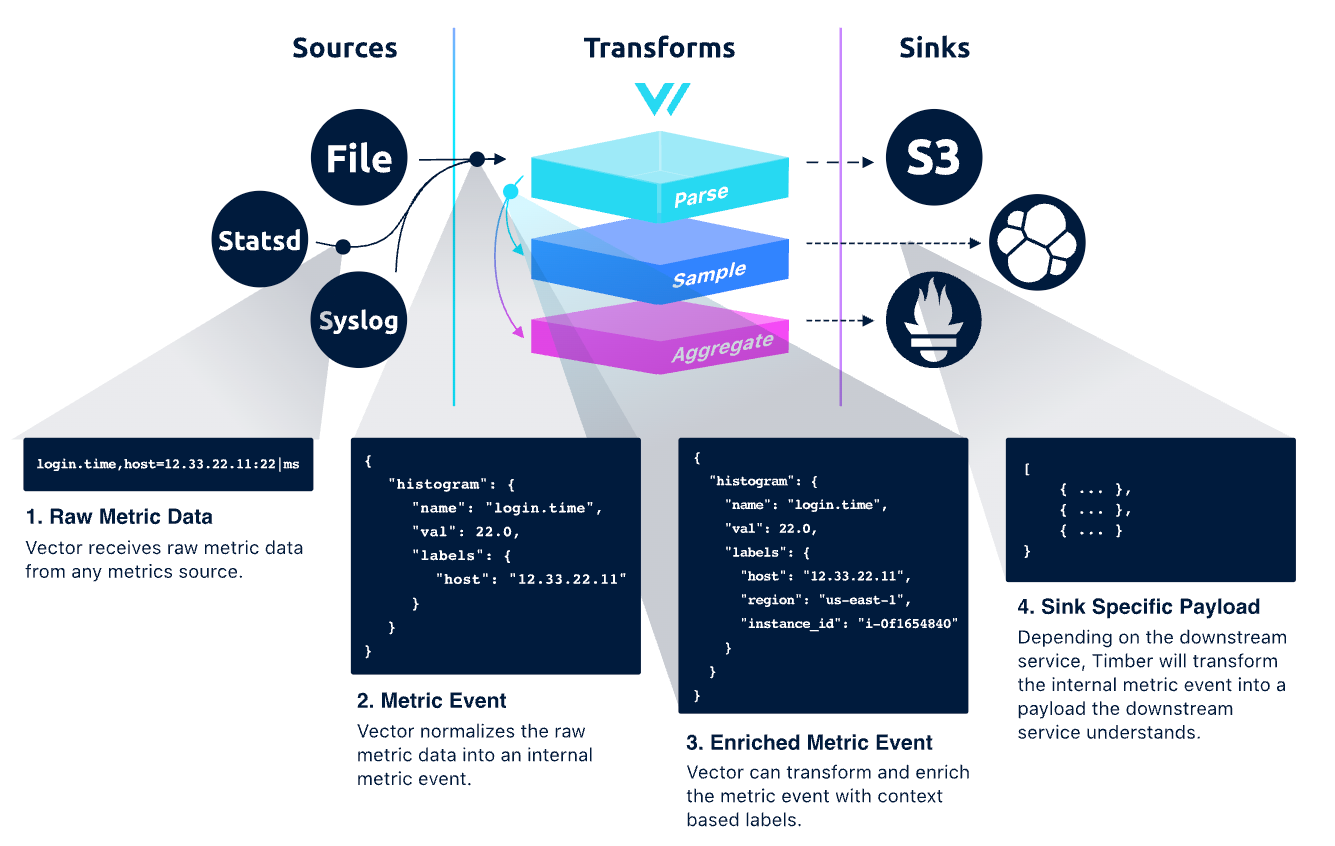 Sources
Transforms
Sinks
File
Statsd
Syslog
Parse
Sample
Aggregate
S3
login.time,host=12.33.22.11:22|ms
1. Raw Metric Data
Vector receives raw metric data
from any metrics source.
{
"histogram": {
"name": "login.time",
"val": 22.0,
"labels": {
"host": "12.33.22.11"
}
}
}
2. Metric Event
Vector normalizes the raw
metric data into an internal
metric event.
{
"histogram": {
"name": "login.time",
"val": 22.0,
"labels": {
"host": "12.33.22.11",
"region": "us-east-1",
"instance_id": "i-0f1654840"
}
}
}
3. Enriched Metric Event
Vector can transform and enrich
the metric event with context
based labels.
[
{ ... },
{ ... },
{ ... }
}
4. Sink Specific Payload
Depending on the downstream
service, Timber will transform
the internal metric event into a
payload the downstream
service understands.